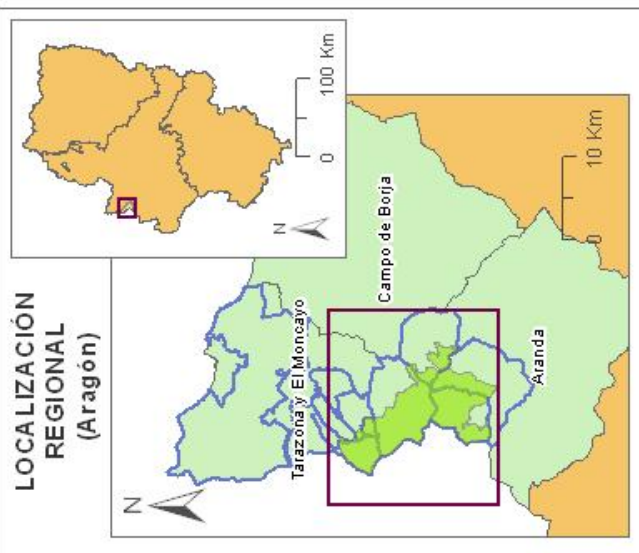 LOCALIZACIÓN
REGIONAL
(Aragón)
N
0 100 Km
N
Tarazona y El Moncayo
Campo de Borja
Aranda
0 10 Km